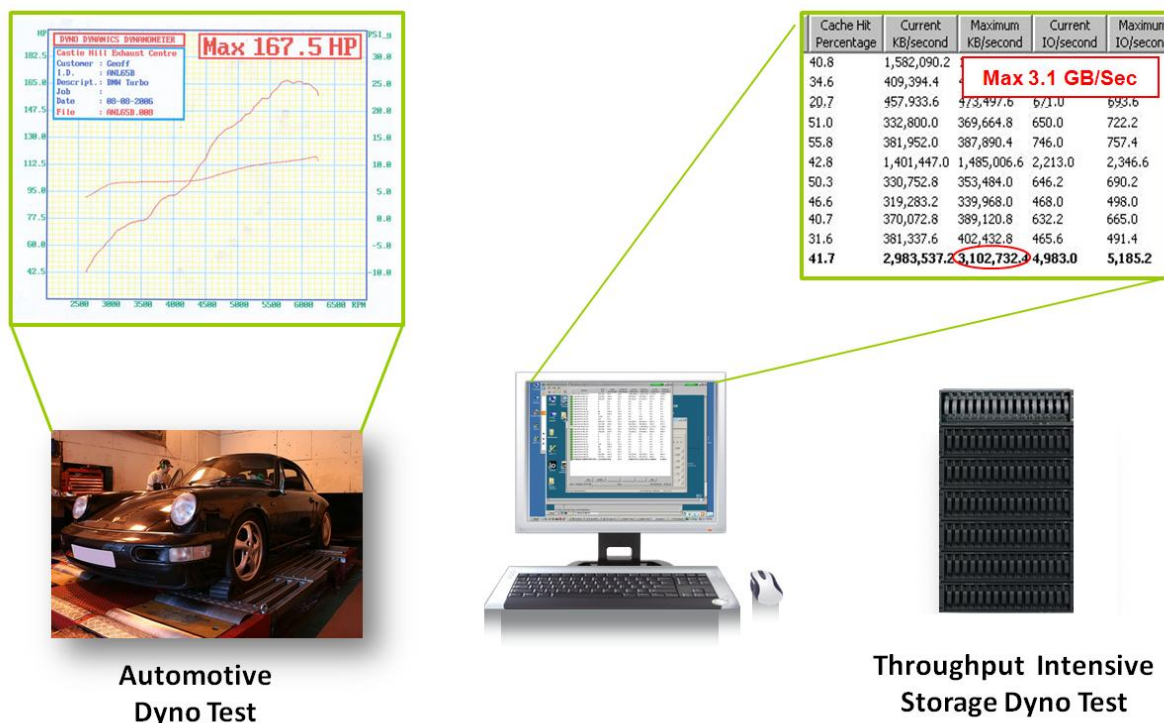 HP
DYNO DYNAMICS DYNAMOMETER
Castle Hill Exhaust Centre
Customer : Geoff
I.D. : ANL65B
Descript.: BMW Turbo
Job :
Date : 08-08-2006
File : ANL65B.008
Max 167.5 HP
182.5
165.0
147.5
130.0
112.5
95.0
77.5
60.0
42.5
30.0
25.0
20.0
15.0
10.0
5.0
0.0
-5.0
-10.0
2500 3000 3500 4000 4500 5000 5500 6000 6500 RPM
Cache Hit Current Maximum Current Maximum
Percentage KB/second KB/second IO/second
40.8 1,582,090.2
Max 3.1 GB/Sec
34.6 409,394.4
20.7 457,933.6 473,497.6 671.0 693.6
51.0 332,800.0 369,664.8 650.0 722.2
55.8 381,952.0 387,890.4 746.0 757.4
42.8 1,401,447.0 1,485,006.6 2,213.0 2,346.6
50.3 330,752.8 353,484.0 646.2 690.2
46.6 319,283.2 339,968.0 468.0 498.0
40.7 370,072.8 389,120.8 632.2 665.0
31.6 381,337.6 402,432.8 465.6 491.4
41.7 2,983,537.2 3,102,732.4 4,983.0 5,185.2
Automotive
Dyno Test
Throughput Intensive
Storage Dyno Test